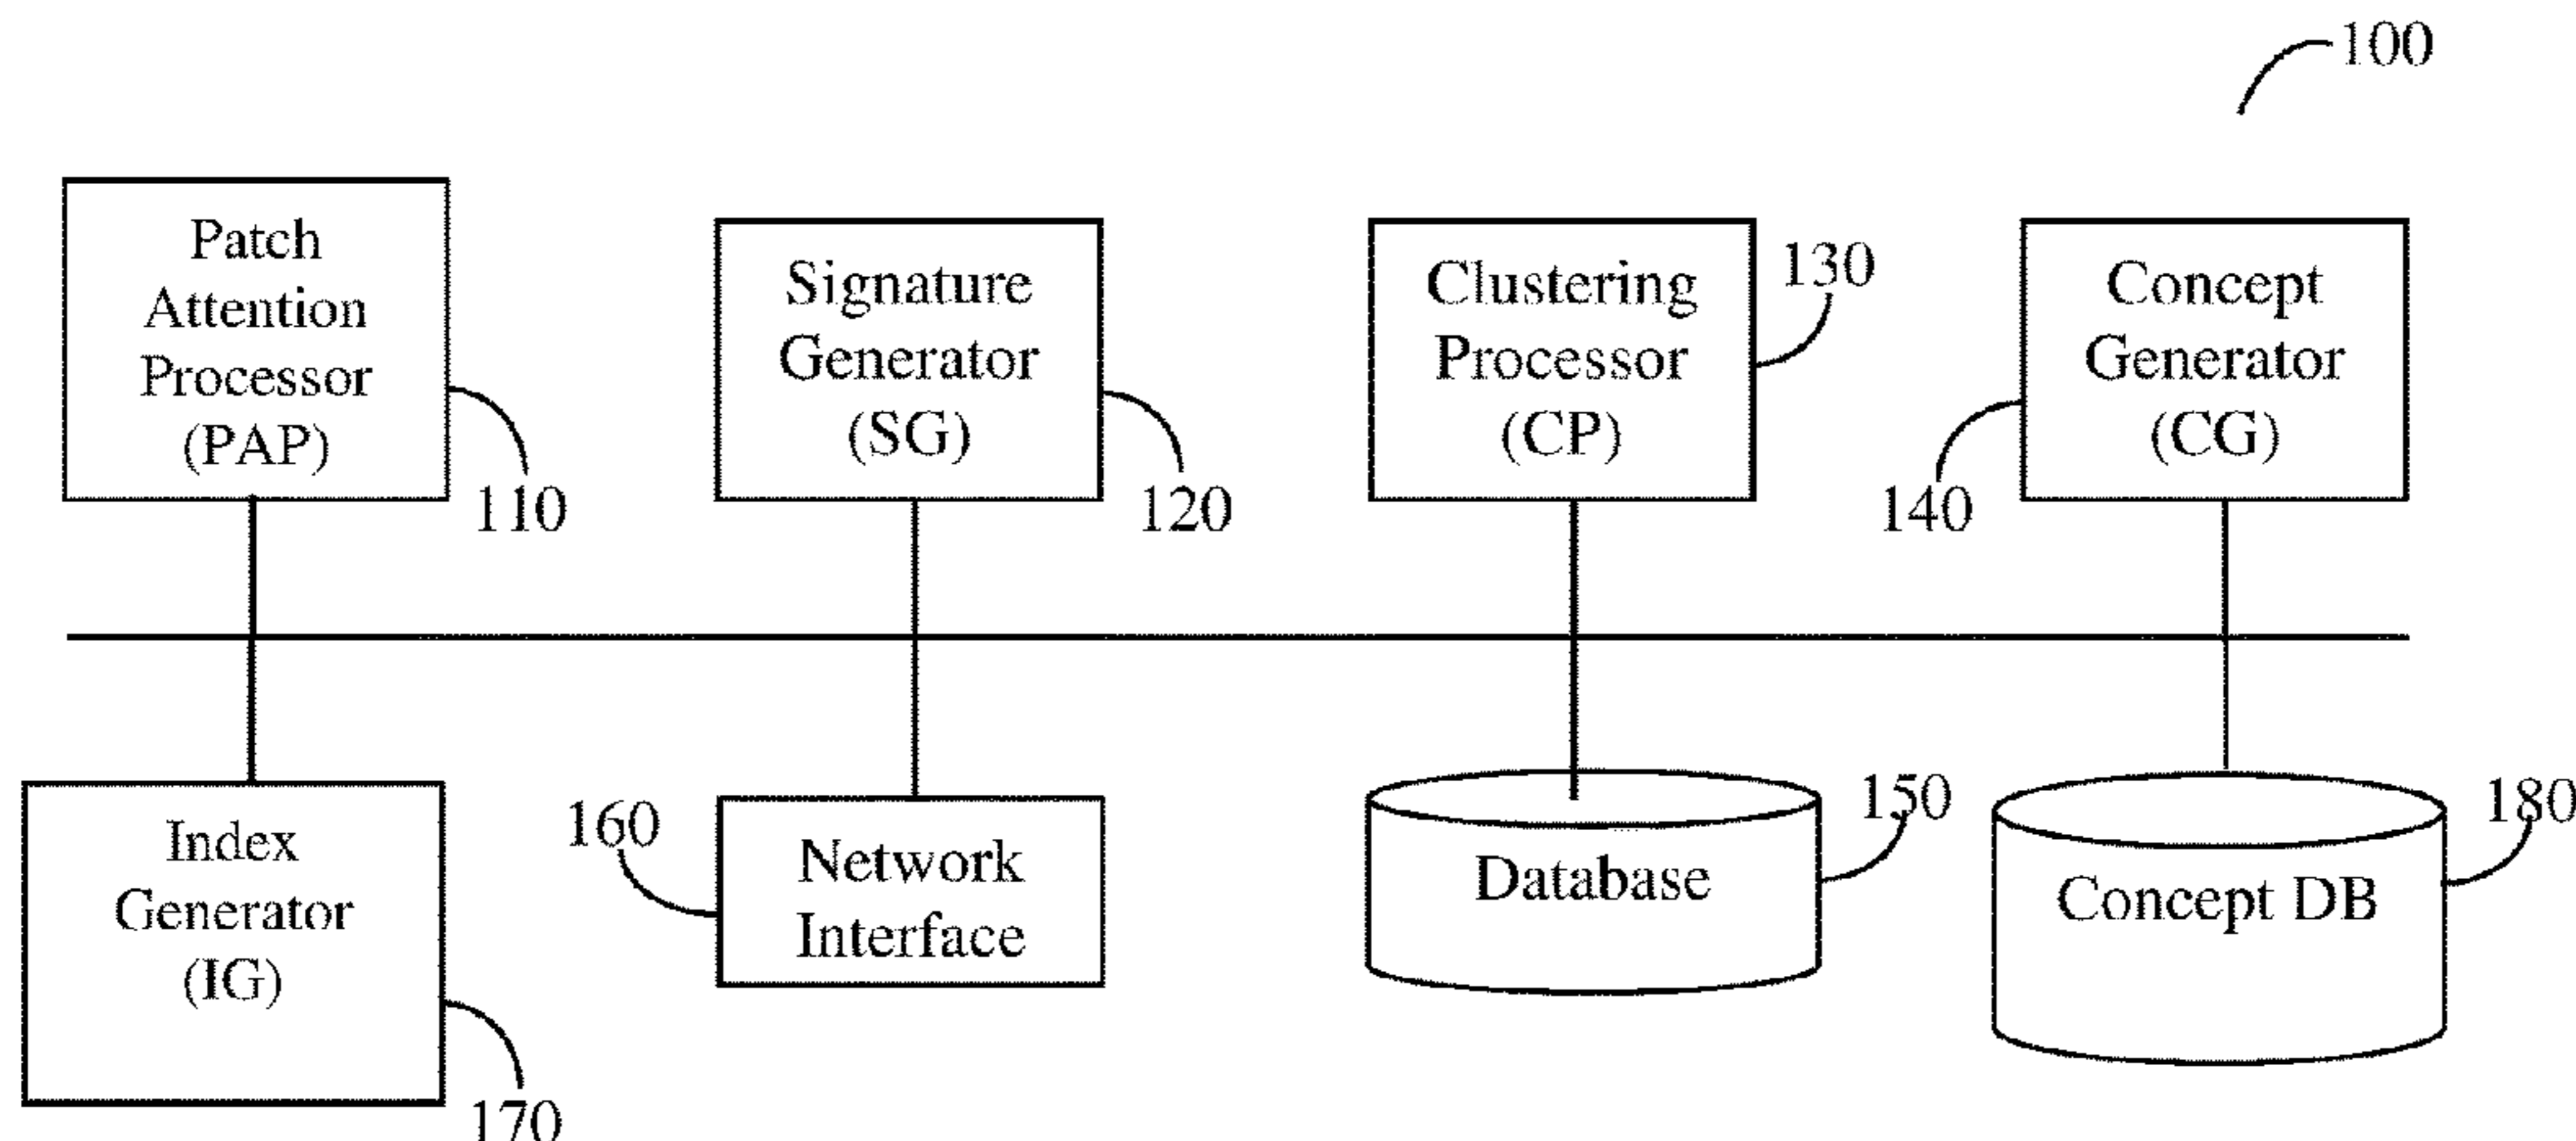 100
Patch
Attention
Processor
(PAP)
110
Signature
Generator
(SG)
120
Clustering
Processor
(CP)
130
Concept
Generator
(CG)
140
Index
Generator
(IG)
170
160
Network
Interface
Database
150
Concept DB
180